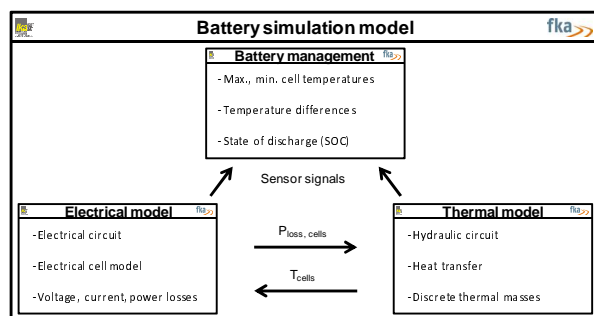 Battery simulation model
fka
Battery management
fka
-Max., min. cell temperatures
-Temperature differences
-State of discharge (SOC)
Sensor signals
Electrical model
fka
-Electrical circuit
-Electrical cell model
-Voltage, current, power losses
P loss, cells
T cells
Thermal model
fka
-Hydraulic circuit
-Heat transfer
-Discrete thermal masses